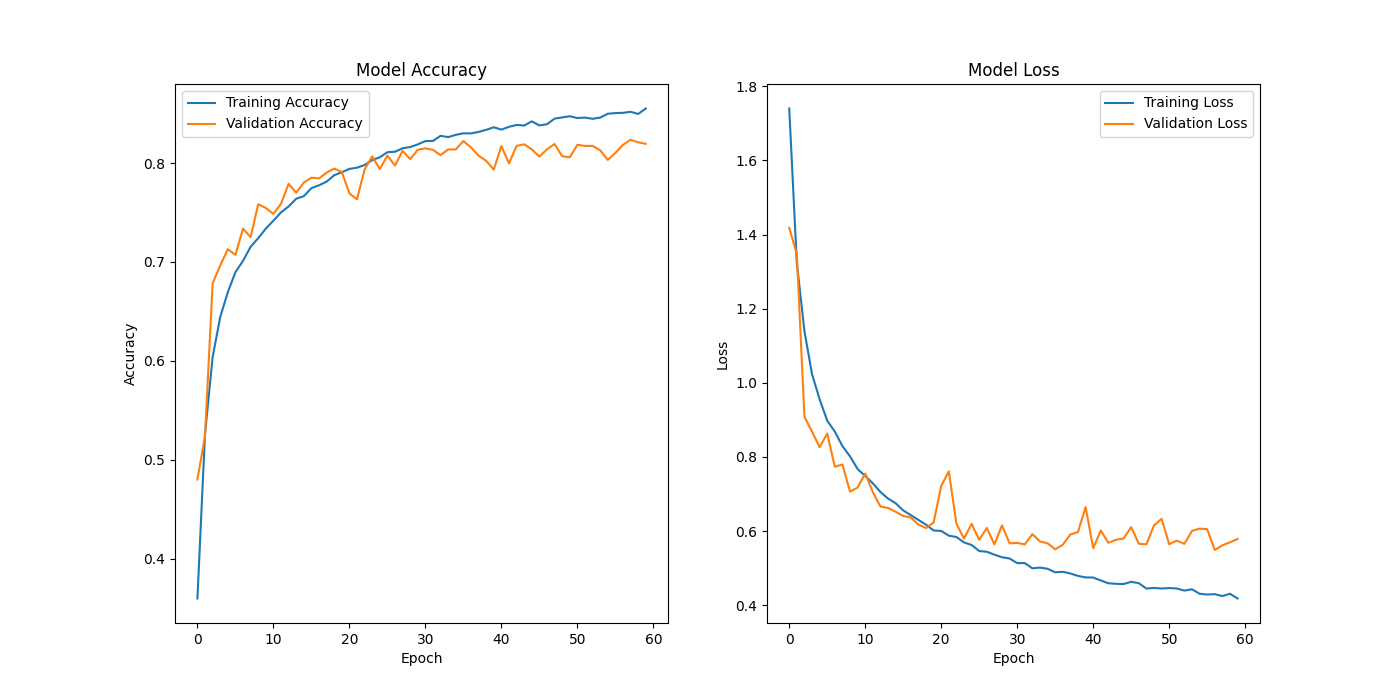 Model Accuracy
Training Accuracy
Validation Accuracy
0.8
0.7
0.6
0.5
0.4
Accuracy
0 10 20 30 40 50 60
Epoch
Model Loss
Training Loss
Validation Loss
1.8
1.6
1.4
1.2
1.0
0.8
0.6
0.4
Loss
0 10 20 30 40 50 60
Epoch